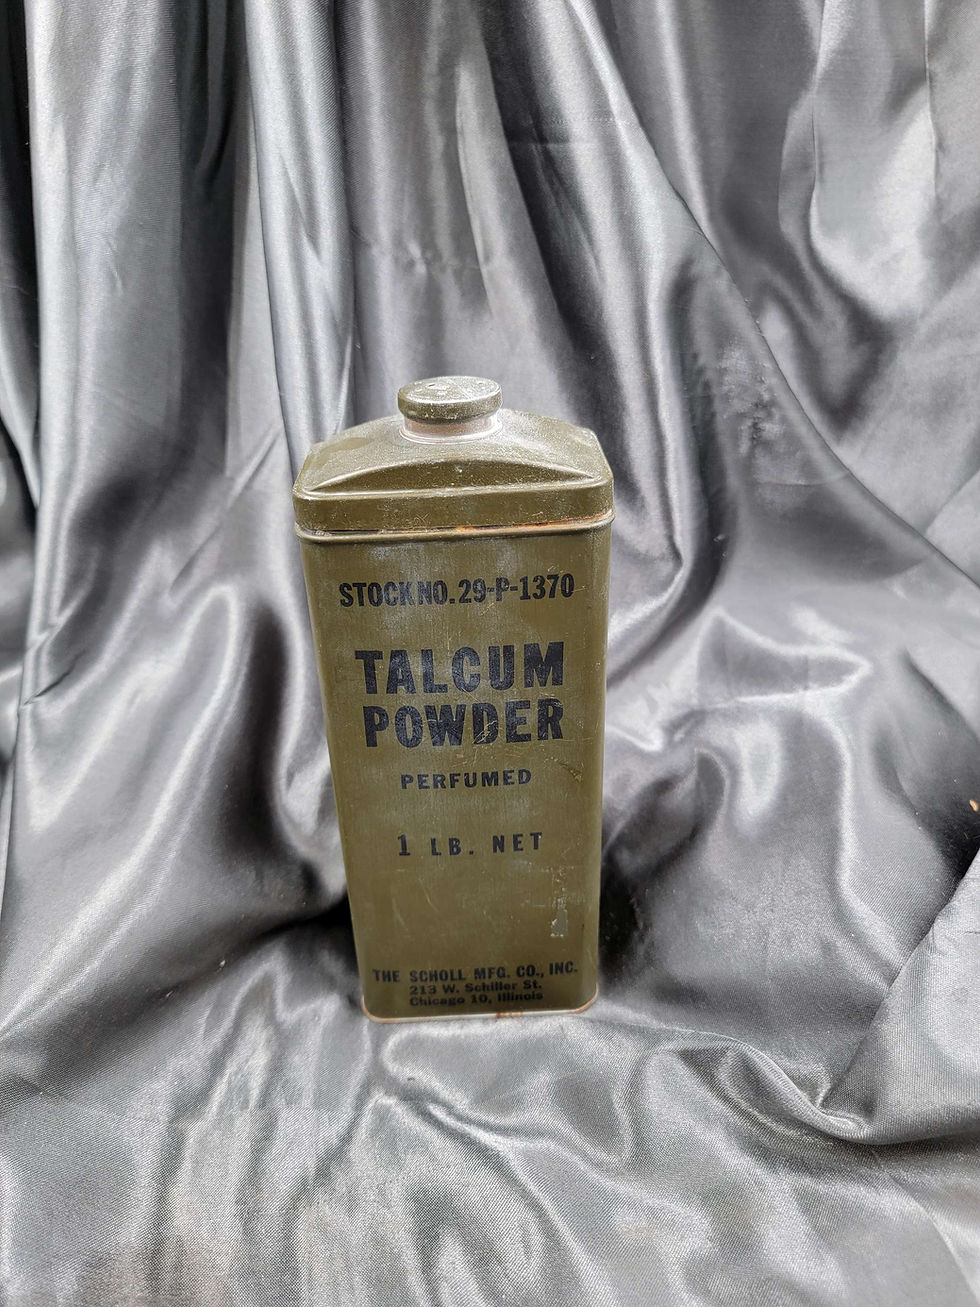 STOCK NO. 29-P-1370
TALCUM
POWDER
PERFUMED
1 LB. NET
THE SCHOLL MFG. CO., INC.
213 W. Schiller St.
Chicago 10, Illinois